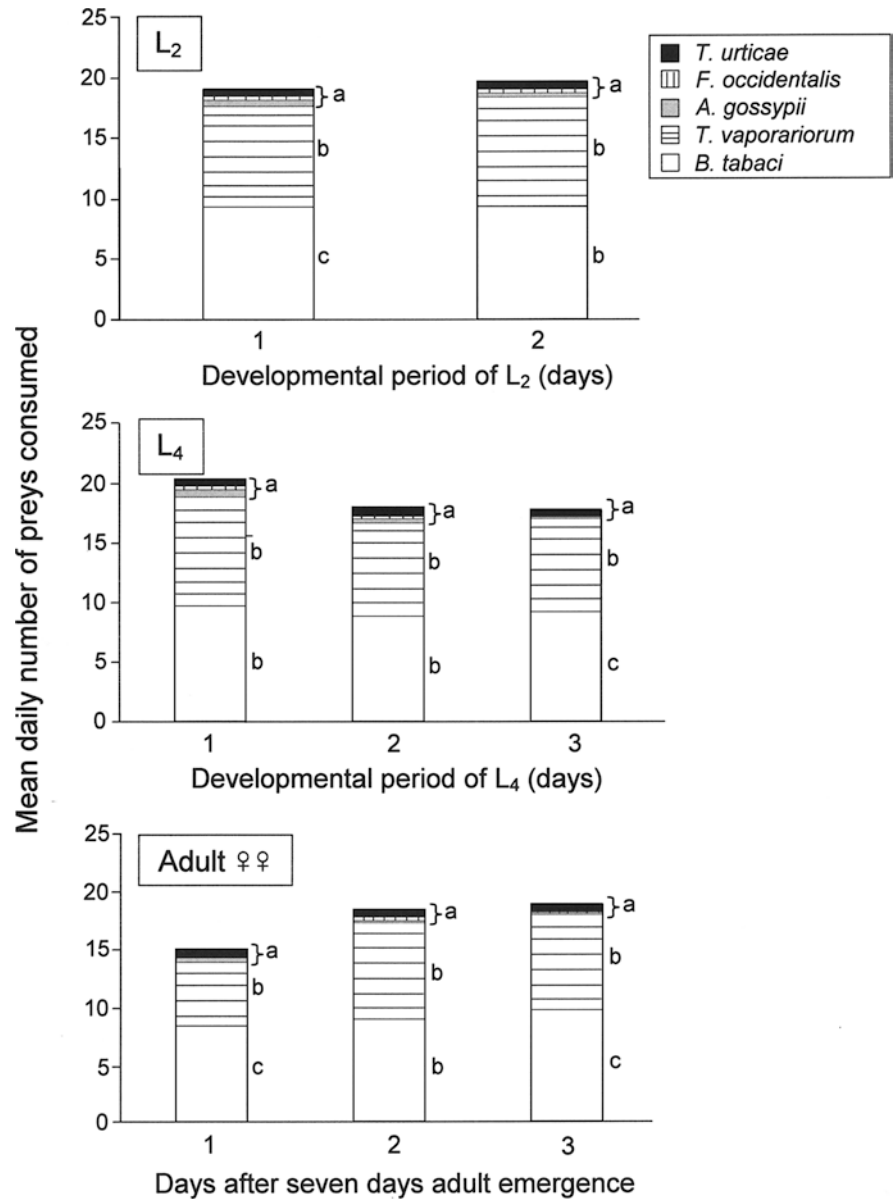 Mean daily number of preys consumed
L₂
25
20
15
10
5
0
a
b
c
a
b
b
1
2
Developmental period of L₂ (days)
T. urticae
F. occidentalis
A. gossypii
T. vaporariorum
B. tabaci
L₄
25
20
15
10
5
0
a
b
b
a
b
b
a
b
c
1
2
3
Developmental period of L₄ (days)
Adult ♀♀
25
20
15
10
5
0
a
b
c
a
b
b
a
b
c
1
2
3
Days after seven days adult emergence